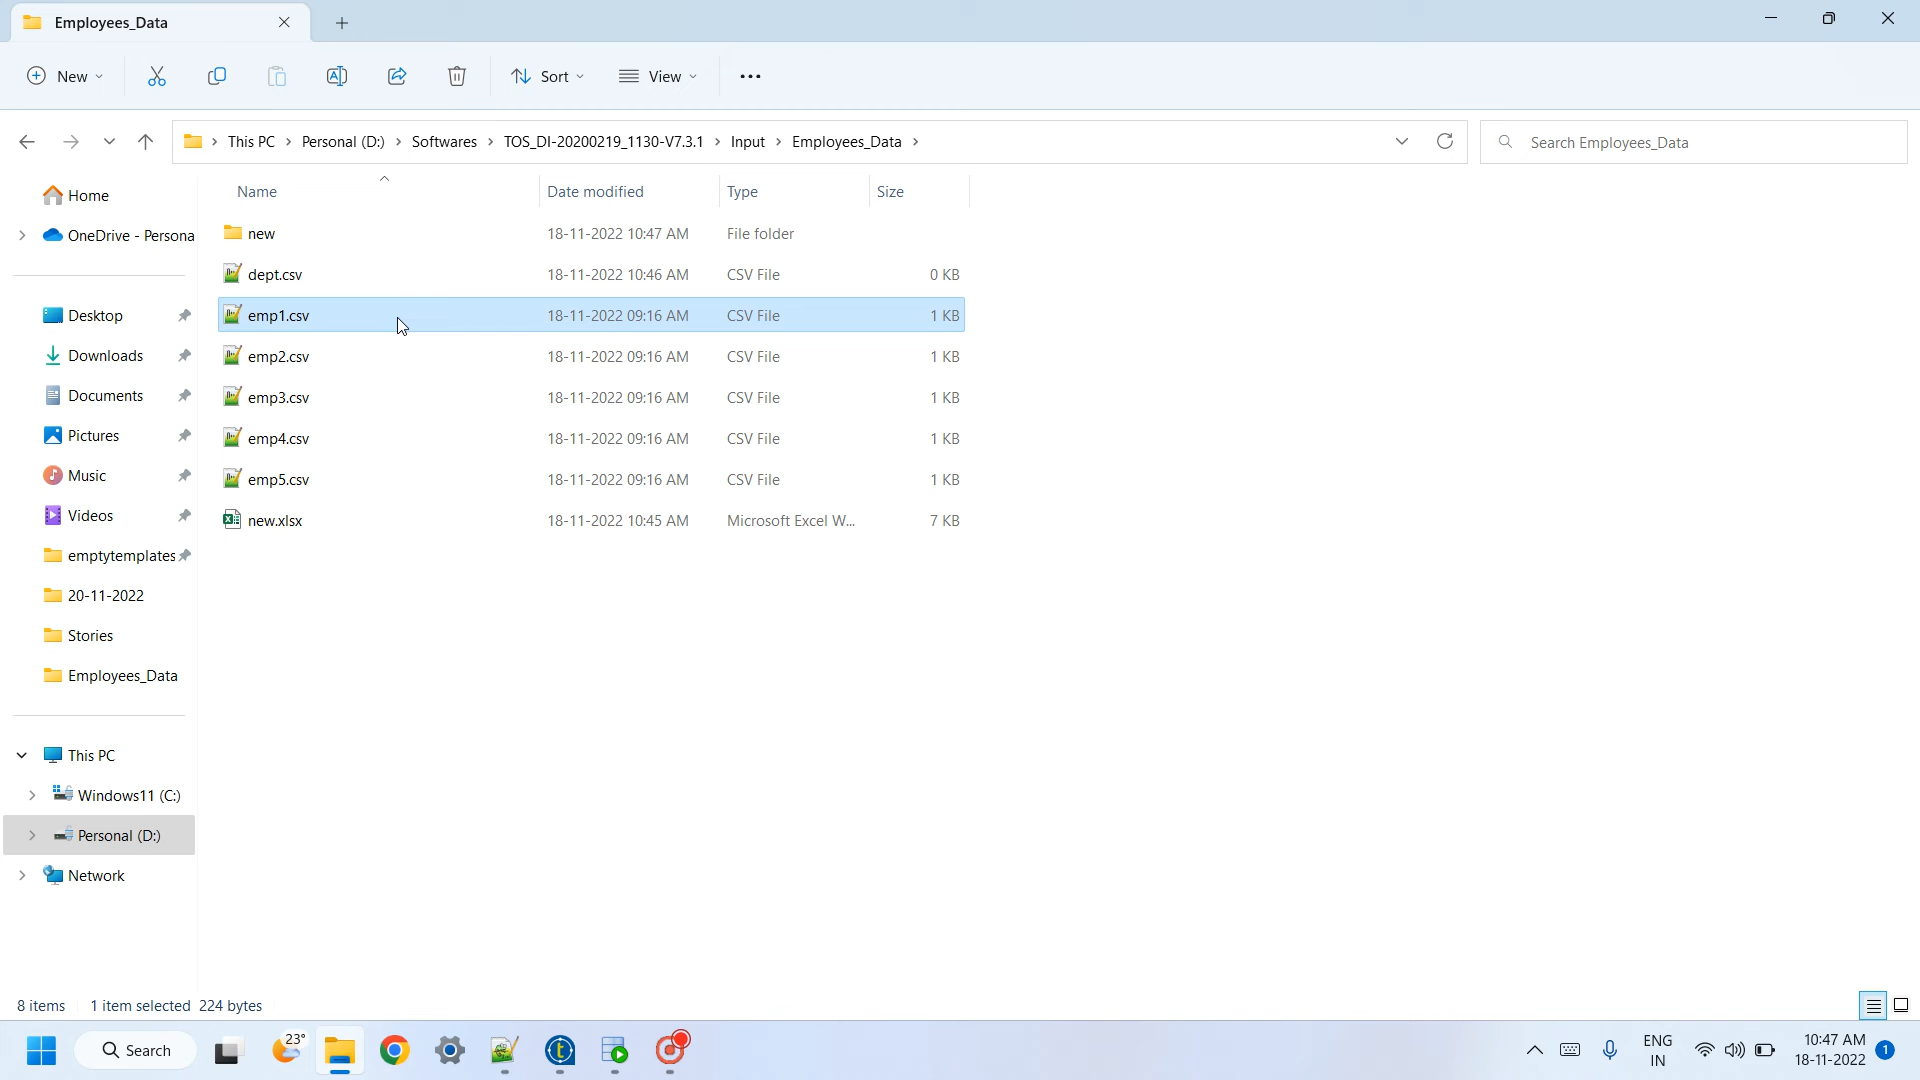 Employees_Data
New
Sort
View
This PC
Personal (D:)
Softwares
TOS_DI-20200219_1130-V7.3.1
Input
Employees_Data
Search Employees_Data
Home
OneDrive - Persona
Desktop
Downloads
Documents
Pictures
Music
Videos
emptytemplates
20-11-2022
Stories
Employees_Data
This PC
Windows11 (C:)
Personal (D:)
Network
Name Date modified Type Size
new 18-11-2022 10:47 AM File folder
dept.csv 18-11-2022 10:46 AM CSV File 0 KB
emp1.csv 18-11-2022 09:16 AM CSV File 1 KB
emp2.csv 18-11-2022 09:16 AM CSV File 1 KB
emp3.csv 18-11-2022 09:16 AM CSV File 1 KB
emp4.csv 18-11-2022 09:16 AM CSV File 1 KB
emp5.csv 18-11-2022 09:16 AM CSV File 1 KB
new.xlsx 18-11-2022 10:45 AM Microsoft Excel W... 7 KB
8 items 1 item selected 224 bytes
Search
23°
ENG
IN
10:47 AM
18-11-2022
1